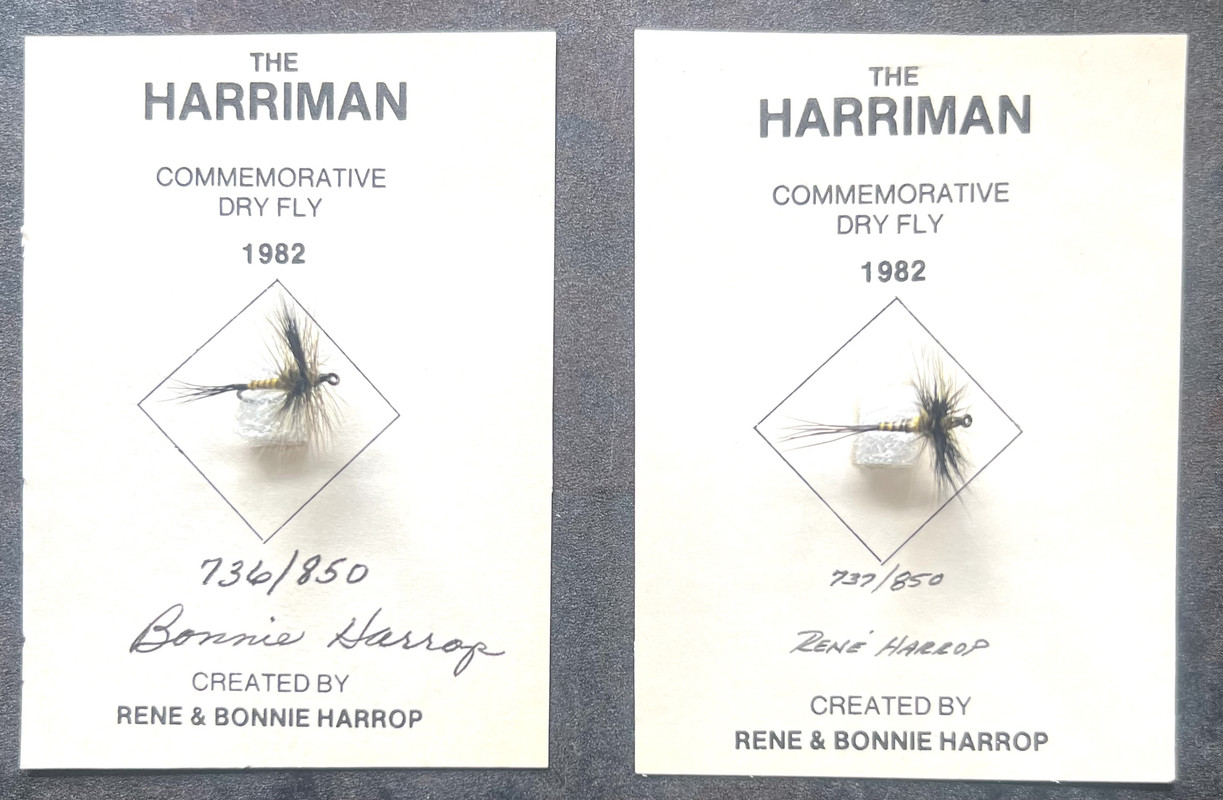 THE
HARRIMAN
COMMEMORATIVE
DRY FLY
1982
736/850
Bonnie Harrop
CREATED BY
RENE & BONNIE HARROP
THE
HARRIMAN
COMMEMORATIVE
DRY FLY
1982
737/850
RENÉ HARROP
CREATED BY
RENE & BONNIE HARROP